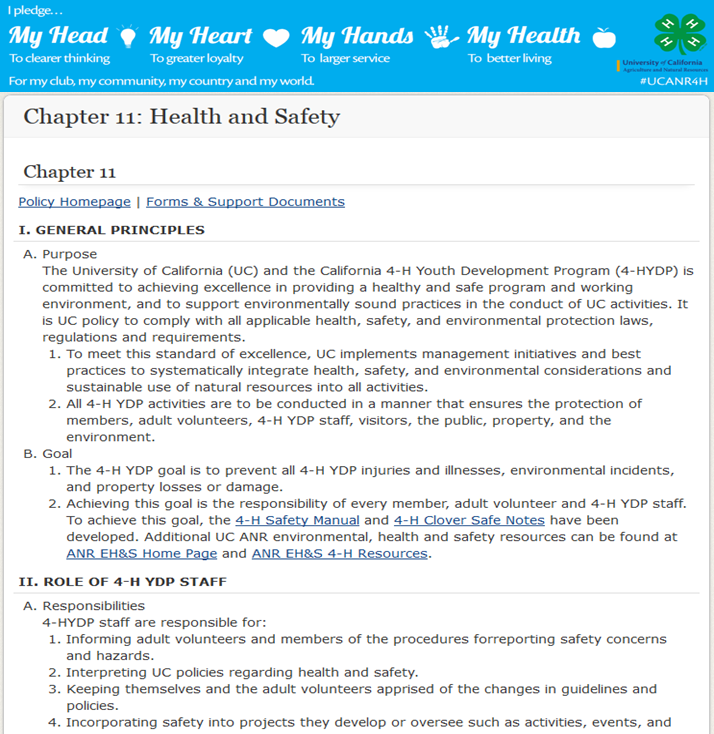 I pledge...
My Head My Heart My Hands My Health
To clearer thinking To greater loyalty To larger service To better living
For my club, my community, my country and my world.
H H H H
University of California
Agriculture and Natural Resources
#UCANR4H
Chapter 11: Health and Safety
Chapter 11
Policy Homepage | Forms & Support Documents
I. GENERAL PRINCIPLES
A. Purpose
The University of California (UC) and the California 4-H Youth Development Program (4-HYDP) is
committed to achieving excellence in providing a healthy and safe program and working
environment, and to support environmentally sound practices in the conduct of UC activities. It
is UC policy to comply with all applicable health, safety, and environmental protection laws,
regulations and requirements.
1. To meet this standard of excellence, UC implements management initiatives and best
practices to systematically integrate health, safety, and environmental considerations and
sustainable use of natural resources into all activities.
2. All 4-H YDP activities are to be conducted in a manner that ensures the protection of
members, adult volunteers, 4-H YDP staff, visitors, the public, property, and the
environment.
B. Goal
1. The 4-H YDP goal is to prevent all 4-H YDP injuries and illnesses, environmental incidents,
and property losses or damage.
2. Achieving this goal is the responsibility of every member, adult volunteer and 4-H YDP staff.
To achieve this goal, the 4-H Safety Manual and 4-H Clover Safe Notes have been
developed. Additional UC ANR environmental, health and safety resources can be found at
ANR EH&S Home Page and ANR EH&S 4-H Resources.
II. ROLE OF 4-H YDP STAFF
A. Responsibilities
4-HYDP staff are responsible for:
1. Informing adult volunteers and members of the procedures forreporting safety concerns
and hazards.
2. Interpreting UC policies regarding health and safety.
3. Keeping themselves and the adult volunteers apprised of the changes in guidelines and
policies.
4. Incorporating safety into projects they develop or oversee such as activities, events, and